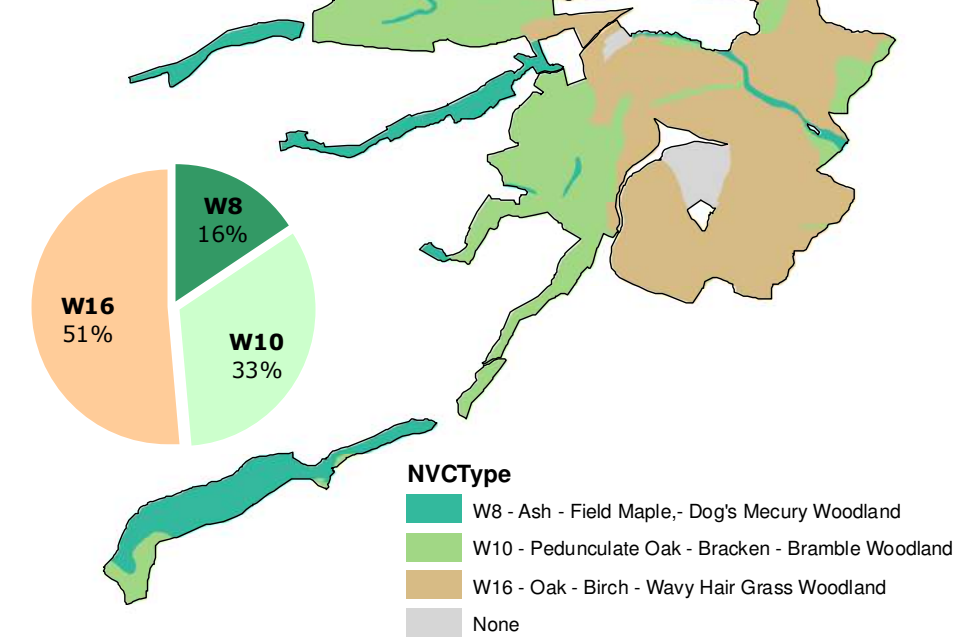 W8
16%
W16
51%
W10
33%
NVCType
W8 - Ash - Field Maple,- Dog's Mecury Woodland
W10 - Pedunculate Oak - Bracken - Bramble Woodland
W16 - Oak - Birch - Wavy Hair Grass Woodland
None